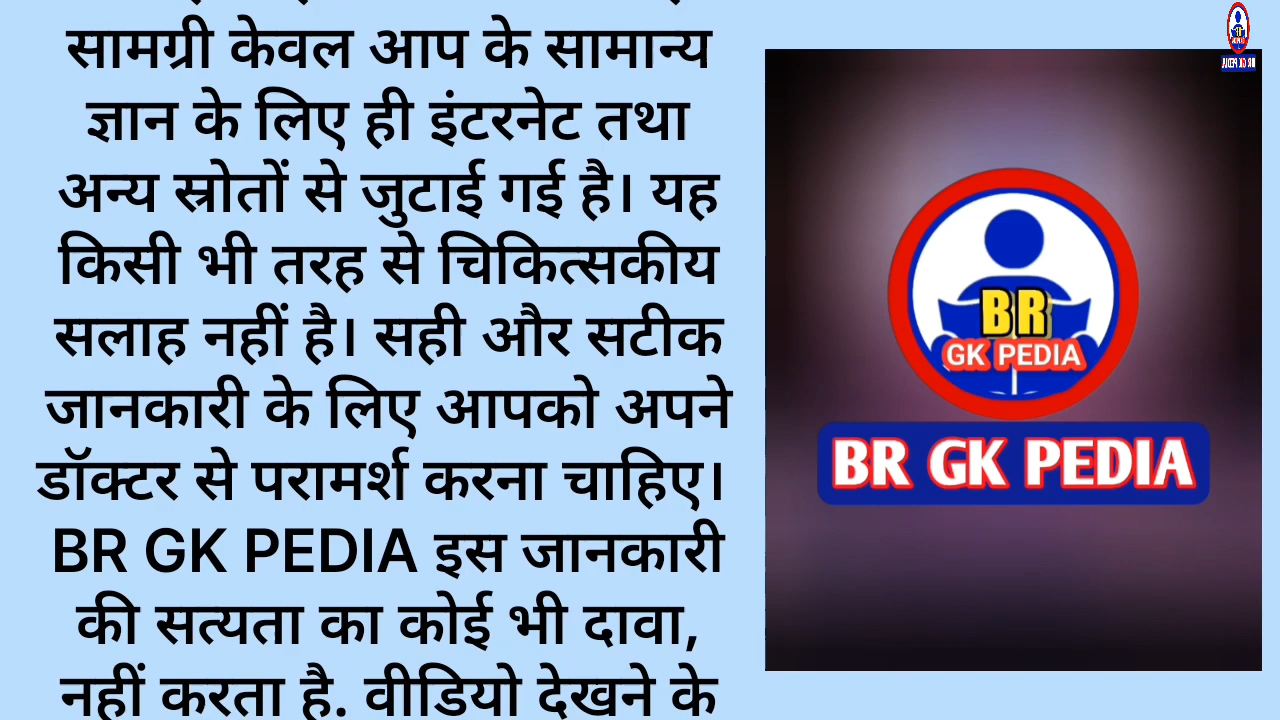 सामग्री केवल आप के सामान्य
ज्ञान के लिए ही इंटरनेट तथा
अन्य स्रोतों से जुटाई गई है। यह
किसी भी तरह से चिकित्सकीय
सलाह नहीं है। सही और सटीक
जानकारी के लिए आपको अपने
डॉक्टर से परामर्श करना चाहिए।
BR GK PEDIA इस जानकारी
की सत्यता का कोई भी दावा,
नहीं करता है. वीडियो देखने के
BR
GK PEDIA
BR GK PEDIA